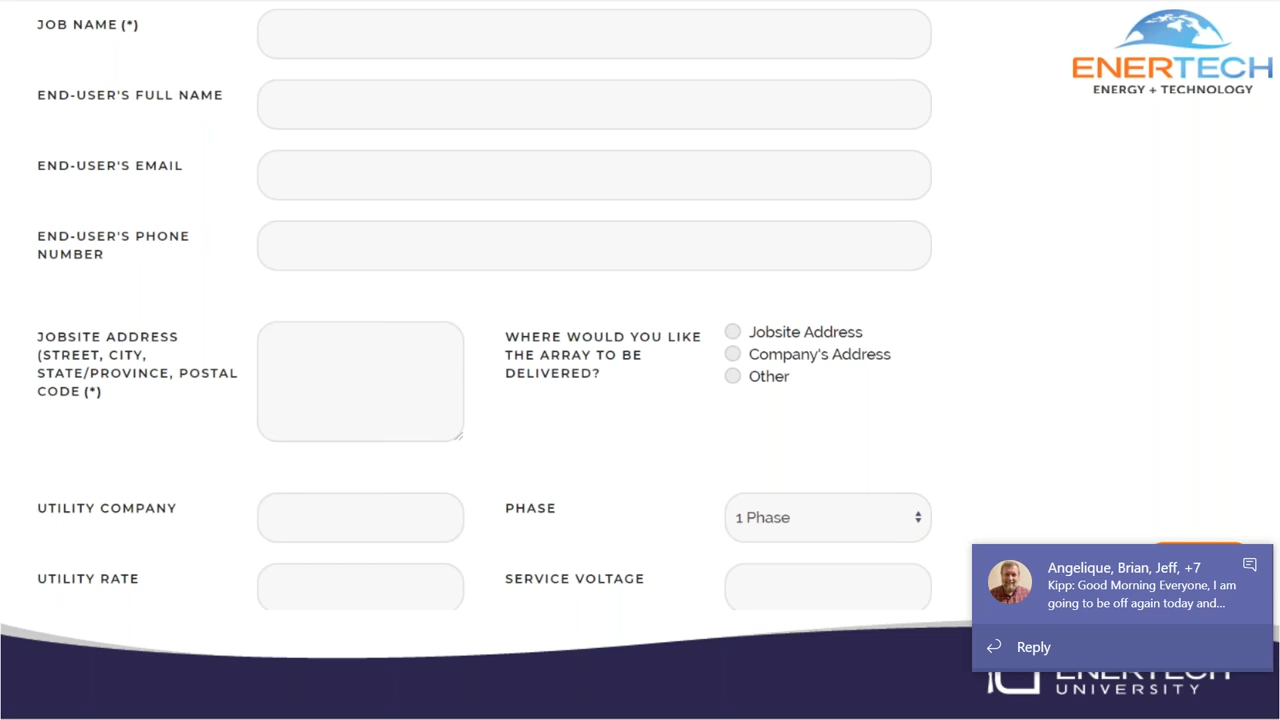 JOB NAME (*)
END-USER'S FULL NAME
END-USER'S EMAIL
END-USER'S PHONE
NUMBER
JOBSITE ADDRESS
(STREET, CITY,
STATE/PROVINCE, POSTAL
CODE (*)
WHERE WOULD YOU LIKE
THE ARRAY TO BE
DELIVERED?
Jobsite Address
Company's Address
Other
UTILITY COMPANY
PHASE
1 Phase
UTILITY RATE
SERVICE VOLTAGE
ENERTECH
ENERGY + TECHNOLOGY
Angelique, Brian, Jeff, +7
Kipp: Good Morning Everyone, I am
going to be off again today and...
Reply
ENERTECH
UNIVERSITY